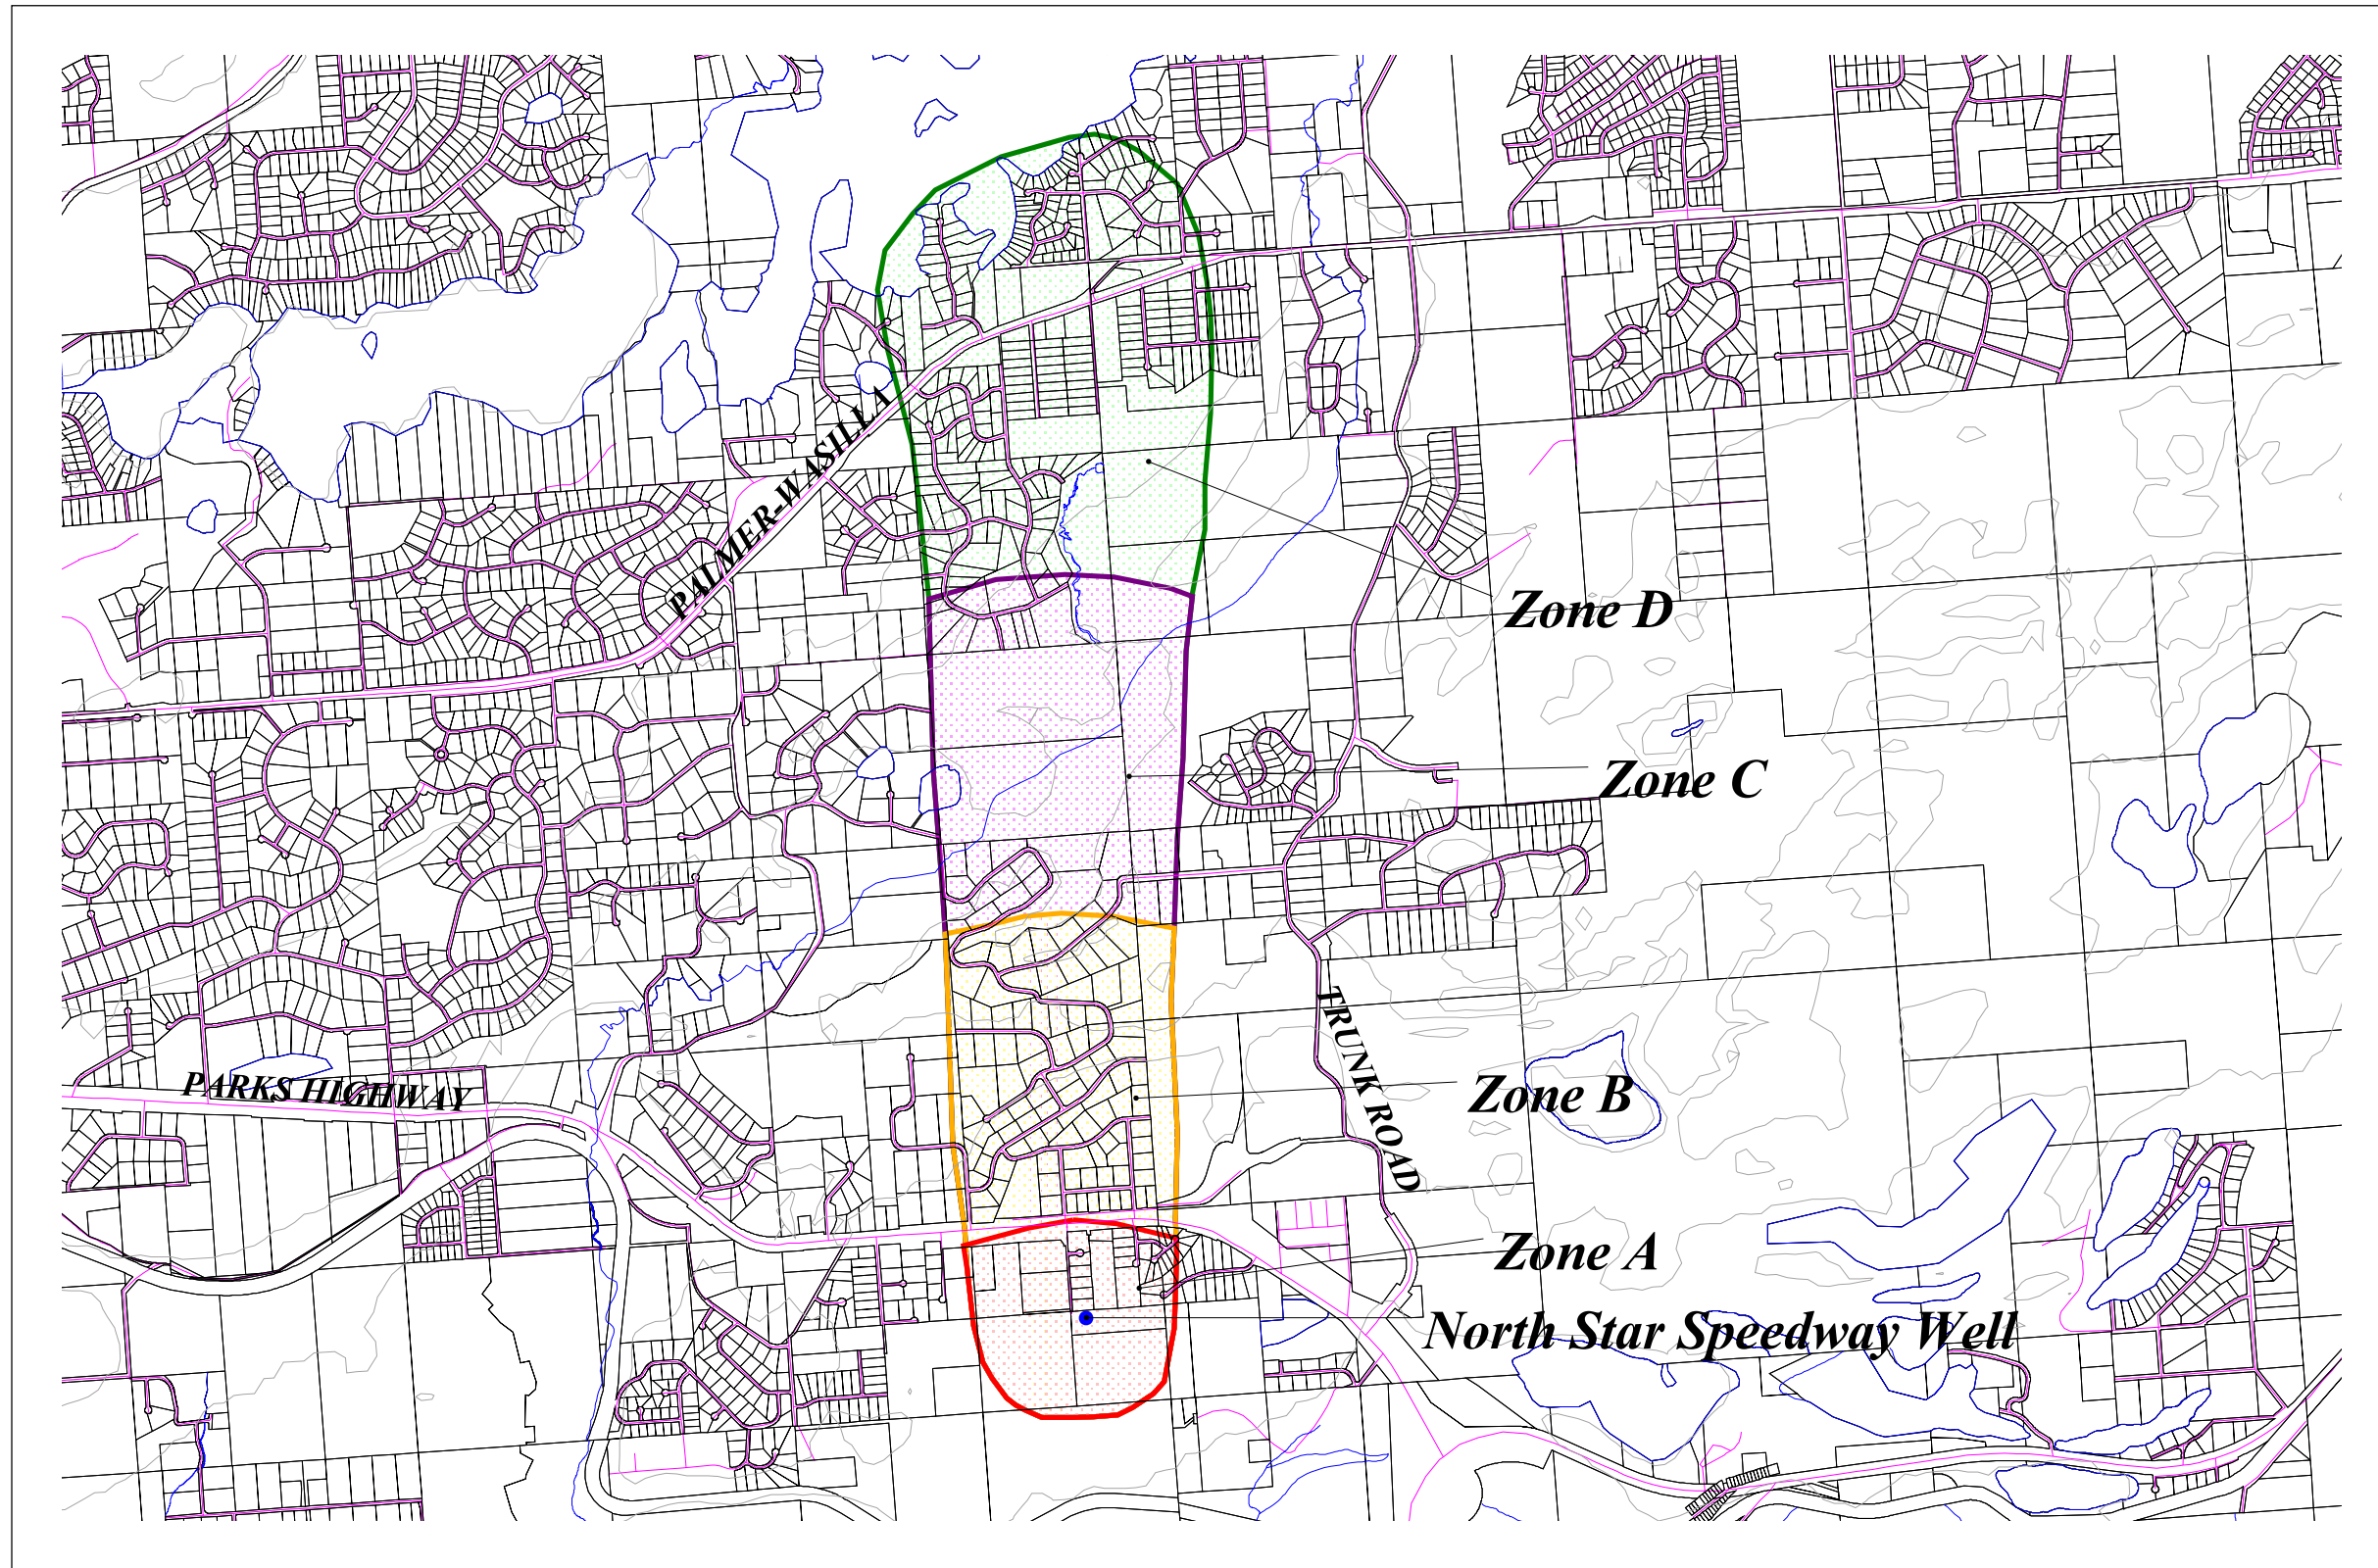 PALMER-WASILLA
Zone D
Zone C
TRUNK ROAD
PARKS HIGHWAY
Zone B
Zone A
North Star Speedway Well